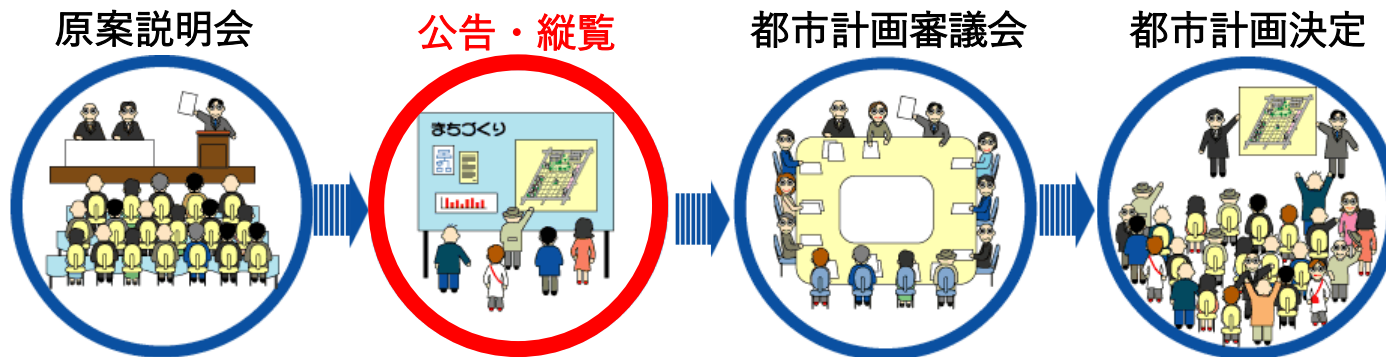 原案説明会
公告・縦覧
都市計画審議会
都市計画決定
まちづくり